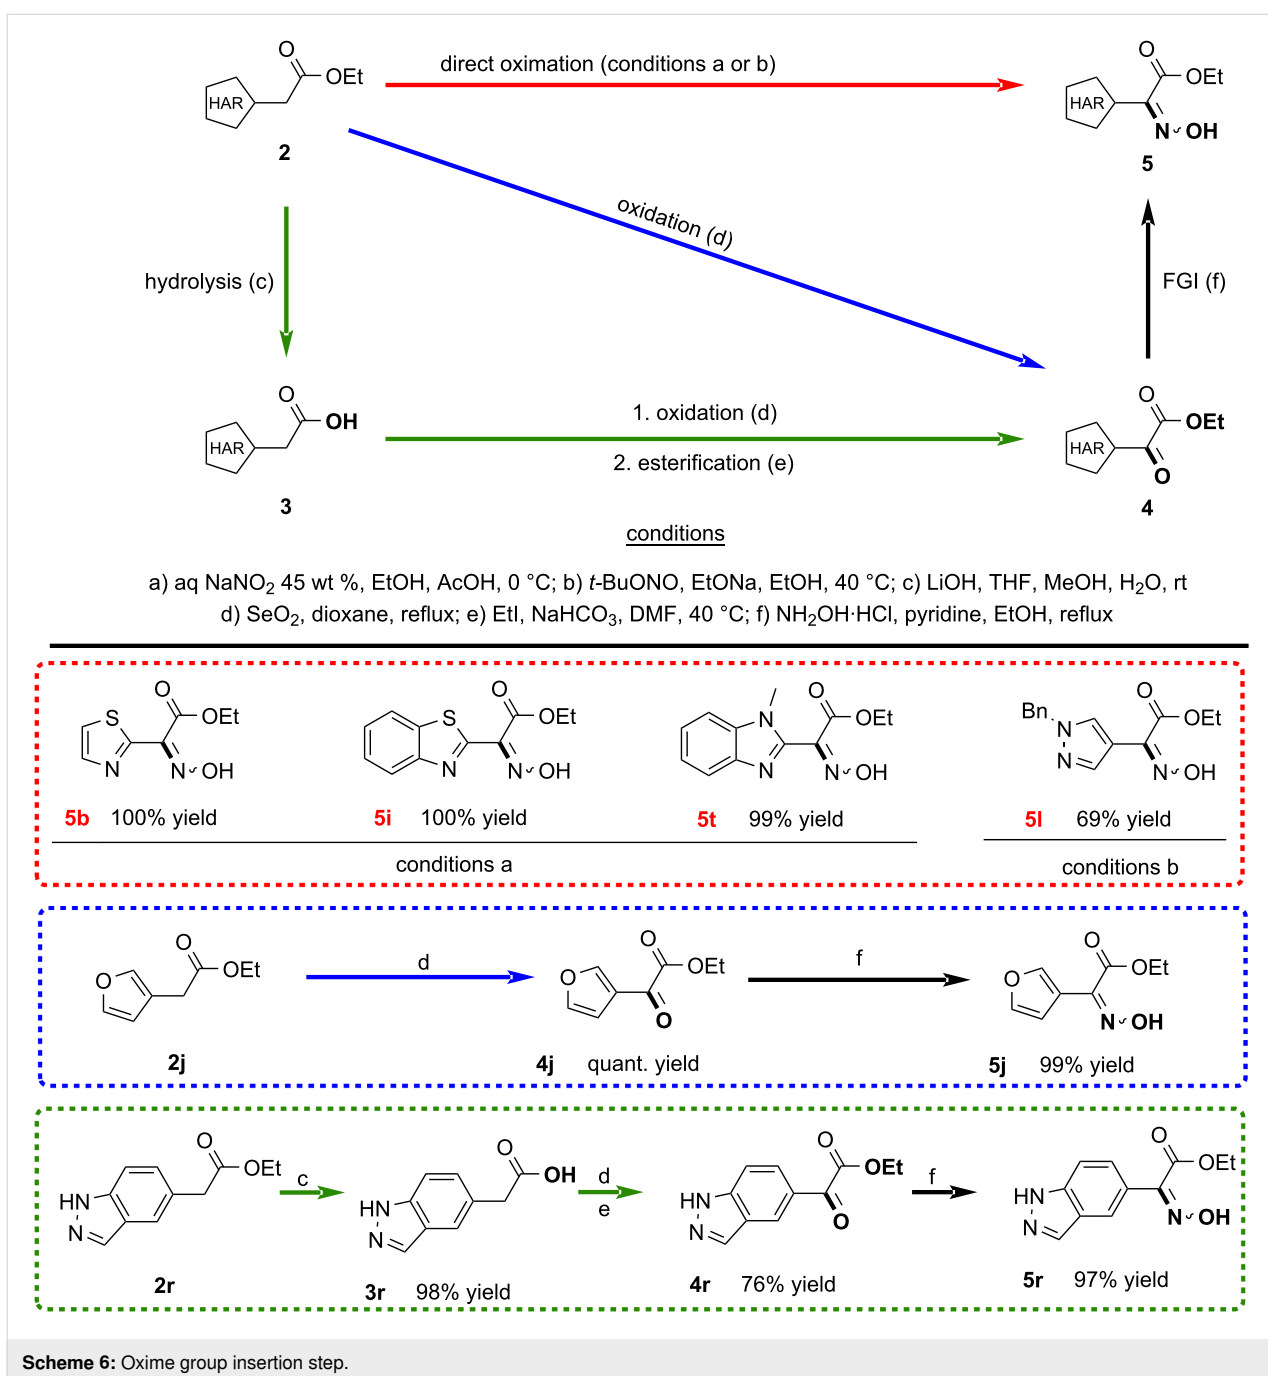 O
OEt
HAR
2
direct oximation (conditions a or b)
O
OEt
HAR
N~OH
5
oxidation (d)
hydrolysis (c)
FGI (f)
O
OH
HAR
3
1. oxidation (d)
2. esterification (e)
O
OEt
HAR
O
4
conditions
a) aq NaNO₂ 45 wt %, EtOH, AcOH, 0 °C; b) t-BuONO, EtONa, EtOH, 40 °C; c) LiOH, THF, MeOH, H₂O, rt
d) SeO₂, dioxane, reflux; e) EtI, NaHCO₃, DMF, 40 °C; f) NH₂OH·HCl, pyridine, EtOH, reflux
O
S
OEt
N
N~OH
5b 100% yield
O
S
OEt
N
N~OH
5i 100% yield
O
N
OEt
N
N~OH
5t 99% yield
O
Bn
N
OEt
N
N~OH
5l 69% yield
conditions a
conditions b
O
O
OEt
2j
d
O
O
OEt
O
4j quant. yield
f
O
O
OEt
N~OH
5j 99% yield
O
OEt
HN
N
2r
c
O
OH
HN
N
3r 98% yield
d
e
O
OEt
HN
N
O
4r 76% yield
f
O
OEt
HN
N
N~OH
5r 97% yield
Scheme 6: Oxime group insertion step.